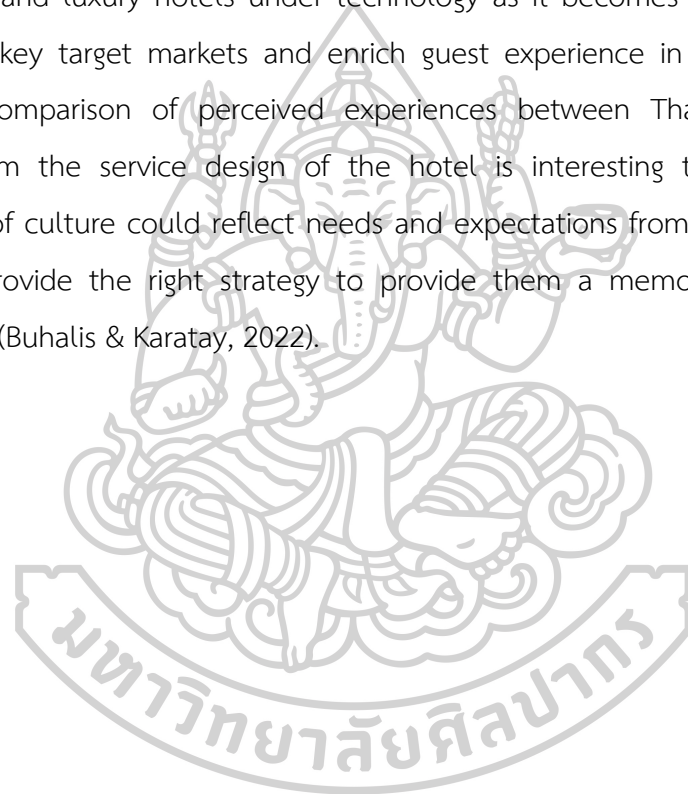 and luxury hotels under technology as it becomes
key target markets and enrich guest experience in
omparison of perceived experiences between Tha
m the service design of the hotel is interesting t
of culture could reflect needs and expectations from
rovide the right strategy to provide them a memo
(Buhalis & Karatay, 2022).
มหาวิทยาลัยศิลปากร